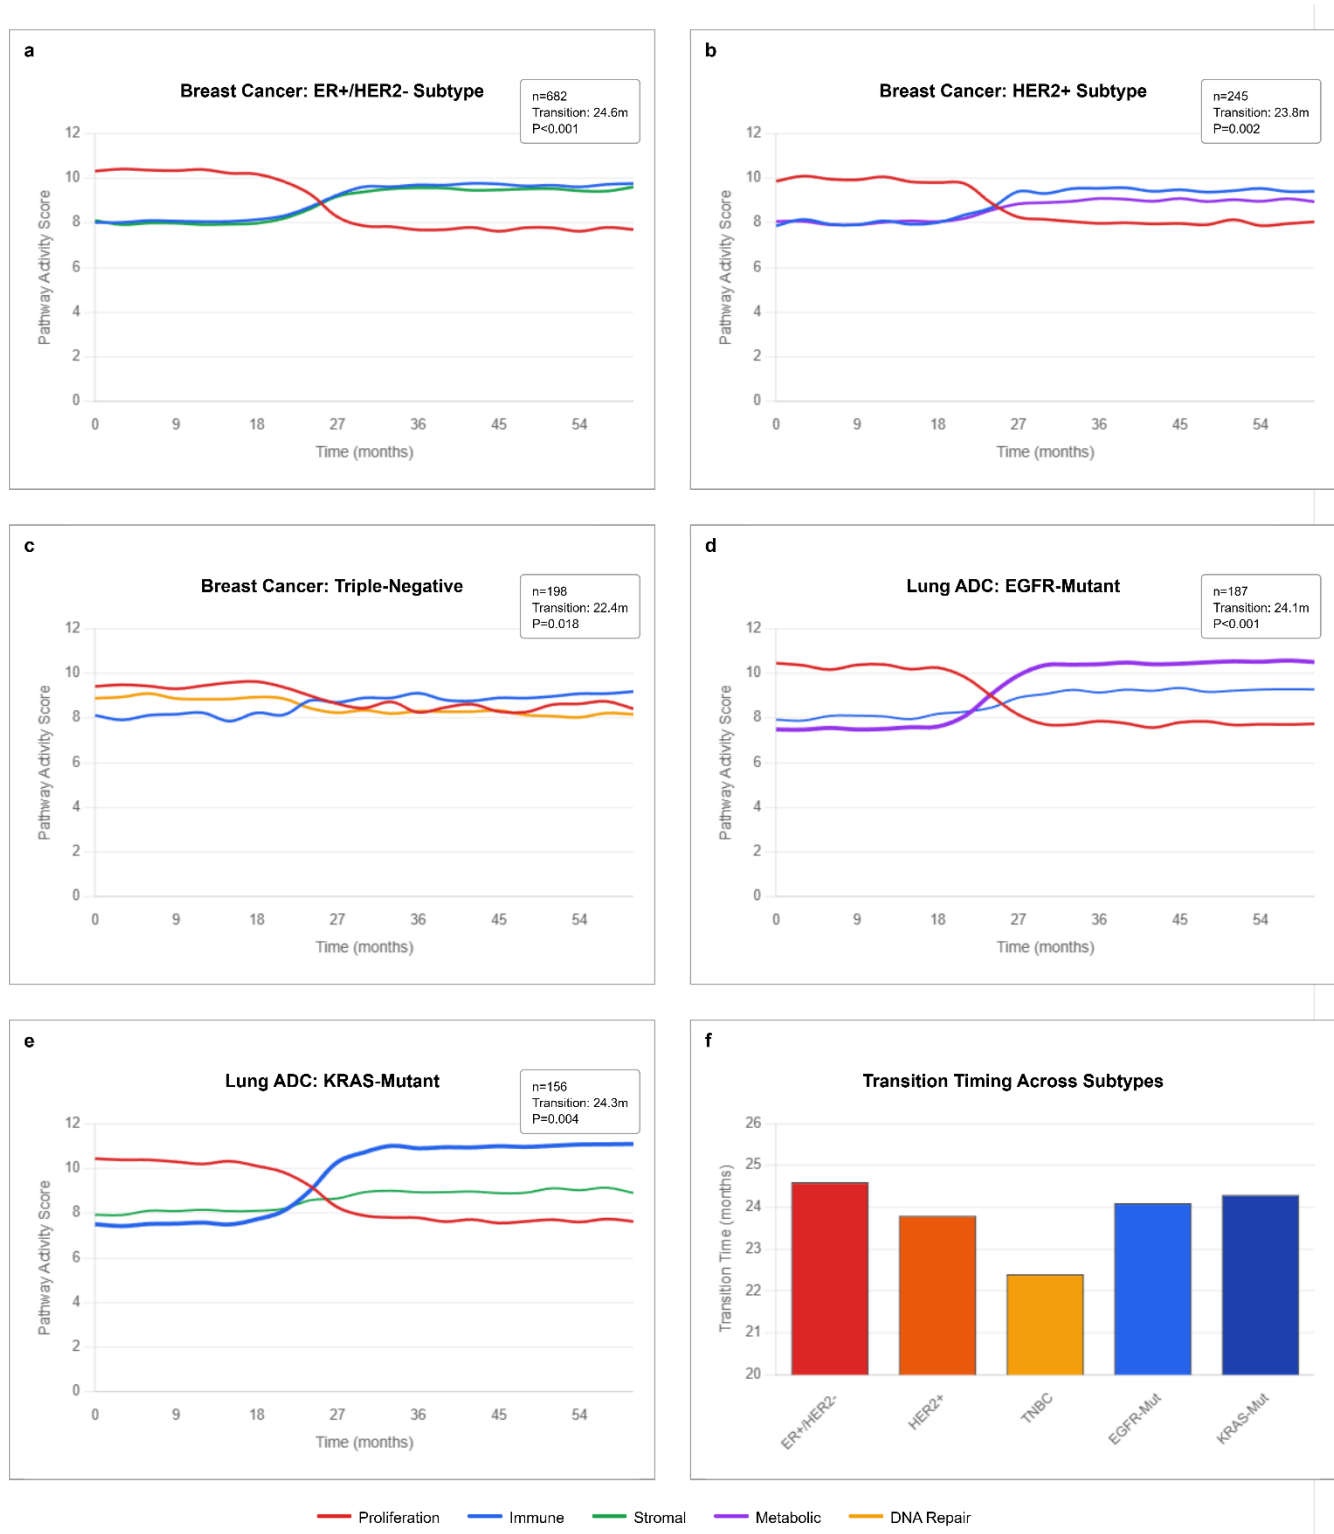 a
Breast Cancer: ER+/HER2- Subtype
n=682
Transition: 24.6m
P<0.001
Pathway Activity Score
12
10
8
6
4
2
0
0 9 18 27 36 45 54
Time (months)
b
Breast Cancer: HER2+ Subtype
n=245
Transition: 23.8m
P=0.002
Pathway Activity Score
12
10
8
6
4
2
0
0 9 18 27 36 45 54
Time (months)
c
Breast Cancer: Triple-Negative
n=198
Transition: 22.4m
P=0.018
Pathway Activity Score
12
10
8
6
4
2
0
0 9 18 27 36 45 54
Time (months)
d
Lung ADC: EGFR-Mutant
n=187
Transition: 24.1m
P<0.001
Pathway Activity Score
12
10
8
6
4
2
0
0 9 18 27 36 45 54
Time (months)
e
Lung ADC: KRAS-Mutant
n=156
Transition: 24.3m
P=0.004
Pathway Activity Score
12
10
8
6
4
2
0
0 9 18 27 36 45 54
Time (months)
f
Transition Timing Across Subtypes
Transition Time (months)
26
25
24
23
22
21
20
ER+/HER2- HER2+ TNBC EGFR-Mut KRAS-Mut
Proliferation Immune Stromal Metabolic DNA Repair